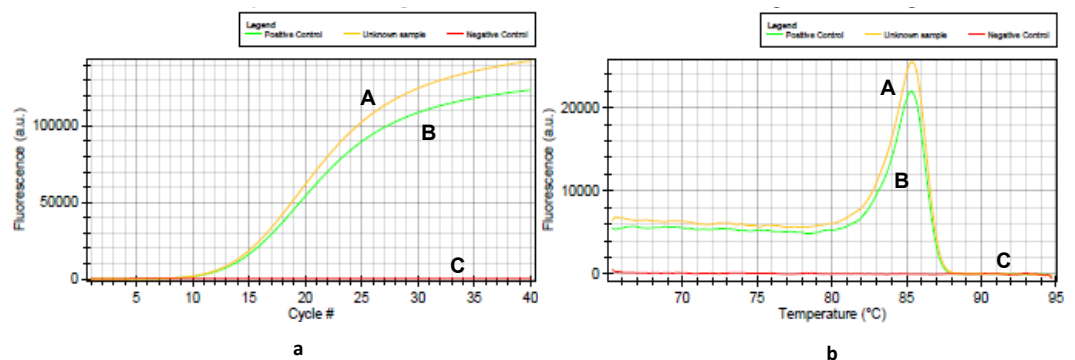 Legend
Positive Control Unknown sample Negative Control
Fluorescence (a.u.)
100000
50000
0
A
B
C
5 10 15 20 25 30 35 40
Cycle #
a
Legend
Positive Control Unknown sample Negative Control
Fluorescence (a.u.)
20000
10000
0
A
B
C
70 75 80 85 90 95
Temperature (°C)
b